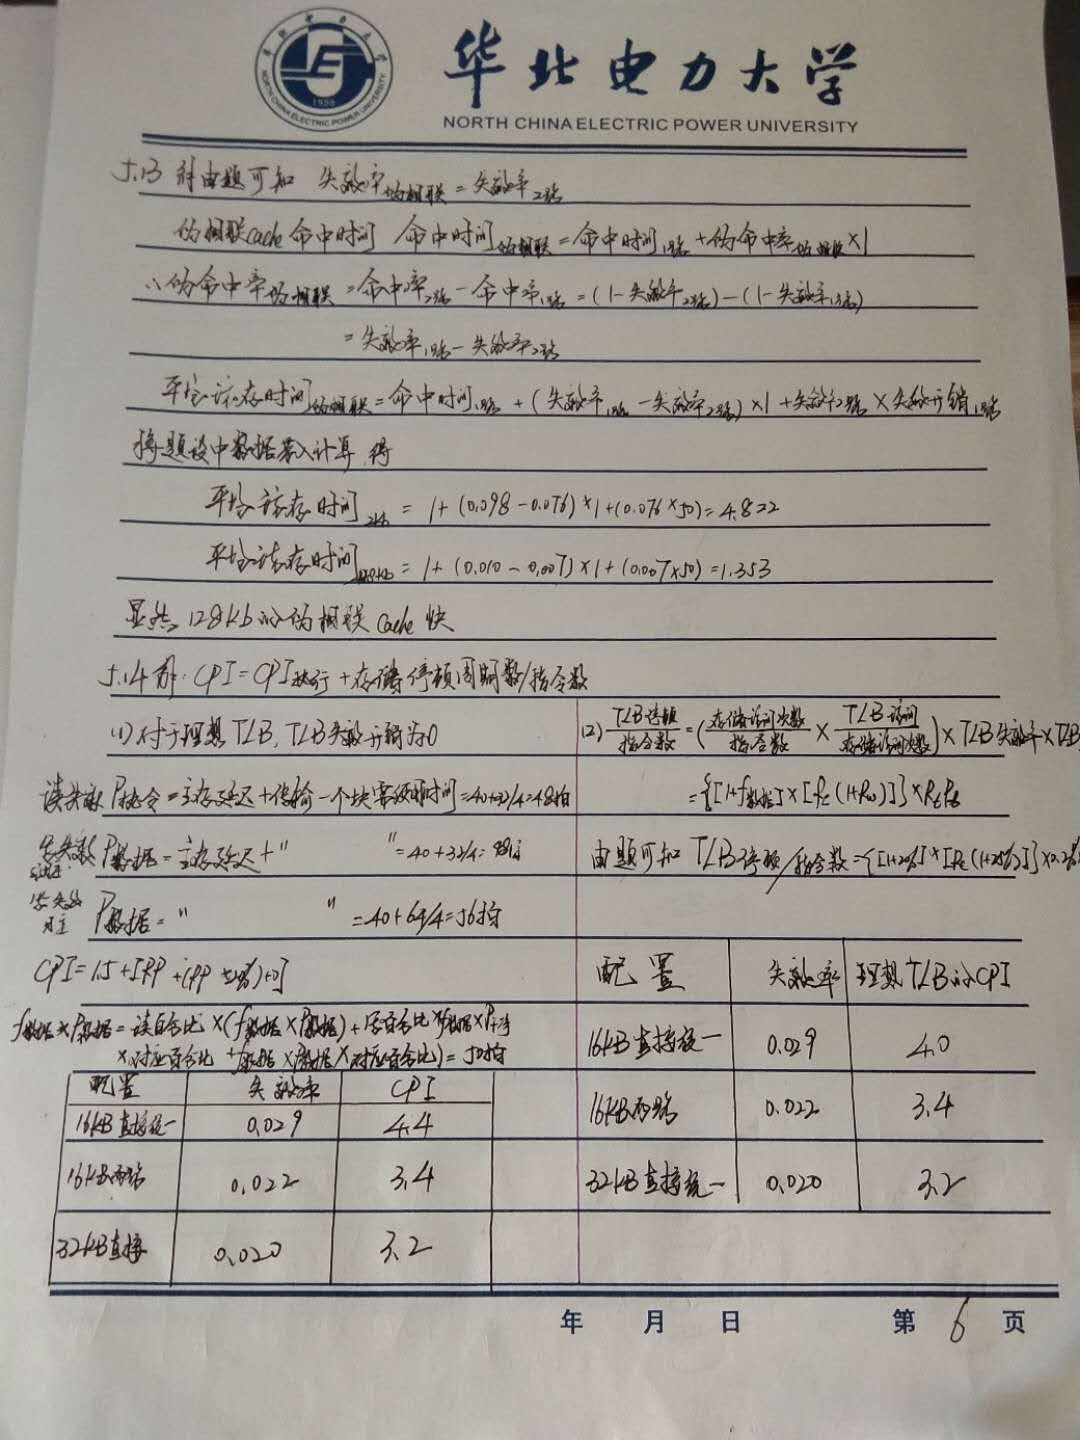 华北电力大学
NORTH CHINA ELECTRIC POWER UNIVERSITY
NORTH CHINA ELECTRIC POWER UNIVERSITY
1958
5.13 解由题可知 失效率伪相联=失效率2路
伪相联cache命中时间 命中时间伪相联=命中时间1路+伪命中率伪相联×1
∵伪命中率伪相联=命中率2路-命中率1路=(1-失效率2路)-(1-失效率1路)
=失效率1路-失效率2路
平均访存时间伪相联=命中时间1路+(失效率1路-失效率2路)×1+失效率2路×失效开销1路
将题设中数据带入计算,得
平均访存时间2kb=1+(0.098-0.076)×1+(0.076×50)=4.822
平均访存时间128kb=1+(0.010-0.007)×1+(0.007×50)=1.353
显然,128kb的伪相联Cache快
5.14解:CPI=CPI执行+存储停顿周期数/指令数
(1)对于理想TLB,TLB失效开销为0
读失效 P指令=主存延迟+传输一个块需使用时间=40+32/4=48拍
P数据=主存延迟+" "=40+32/4=48拍
P数据=" "=40+64/4=56拍
CPI=1.5+[RP+(RP×20%)+0]
f数据×P数据=读百分比×(f数据×P数据)+写百分比×(f数据×P
×对应百分比+f数据×P数据×对应百分比)=50拍
配置 失效率 CPI
16KB直接统一 0.029 4.4
16KB两路 0.022 3.4
32KB直接 0.020 3.2
(2) TLB停顿/指令数=(存储访问次数/指令数×TLB访问/存储访问次数)×TLB失效率×TLB
={[1+f数据]×[Rc(1+Rw)]}×RtPt
由题可知 TLB停顿/指令数={[1+20%]×[Rc(1+25%)]}×0.2%
配置 失效率 理想TLB的CPI
16KB直接统一 0.029 4.0
16KB两路 0.022 3.4
32KB直接统一 0.020 3.2
年 月 日 第 6 页